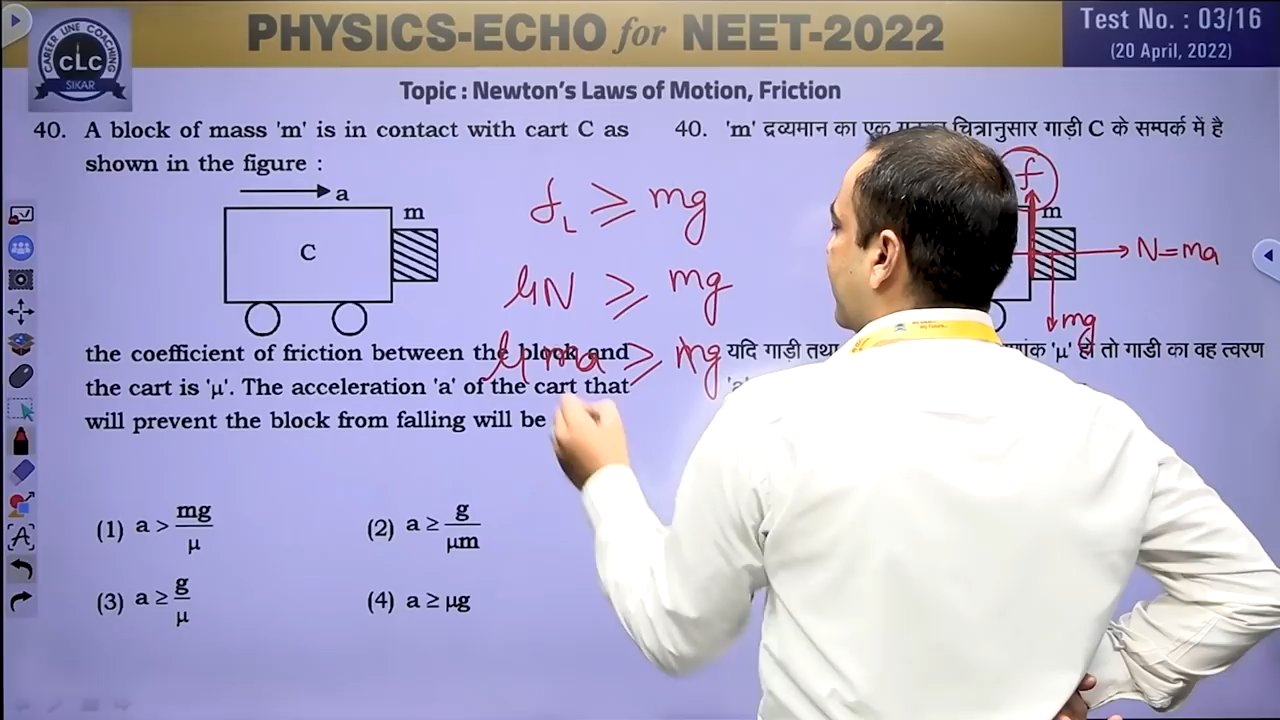 PHYSICS-ECHO for NEET-2022
Test No. : 03/16
(20 April, 2022)
CAREER LINE COACHING
CLC
SIKAR
Topic : Newton's Laws of Motion, Friction
40. A block of mass 'm' is in contact with cart C as
shown in the figure :
a
C
m
the coefficient of friction between the block and
the cart is 'μ'. The acceleration 'a' of the cart that
will prevent the block from falling will be
(1) a > mg/μ
(2) a ≥ g/μm
(3) a ≥ g/μ
(4) a ≥ μg
f_L ≥ mg
μN ≥ mg
μ ma ≥ mg
40. 'm' द्रव्यमान का एक चित्रानुसार गाड़ी C के सम्पर्क में है
f
m
N=ma
mg
यदि गाड़ी तथा 'μ' हो तो गाडी का वह त्वरण